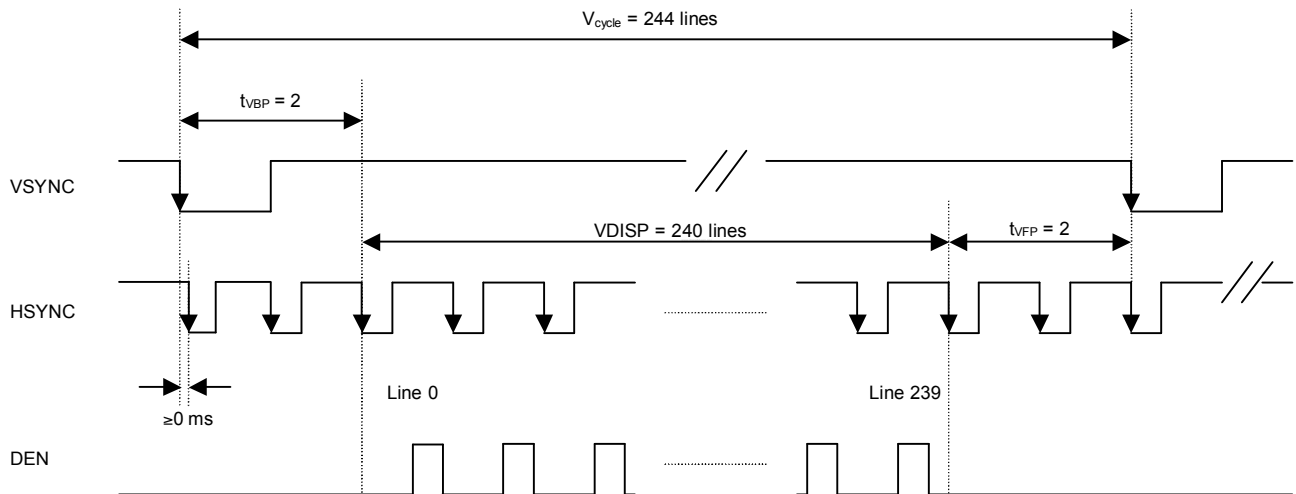 Vcycle = 244 lines
tVBP = 2
VSYNC
VDISP = 240 lines
tVFP = 2
HSYNC
Line 0
Line 239
≥0 ms
DEN